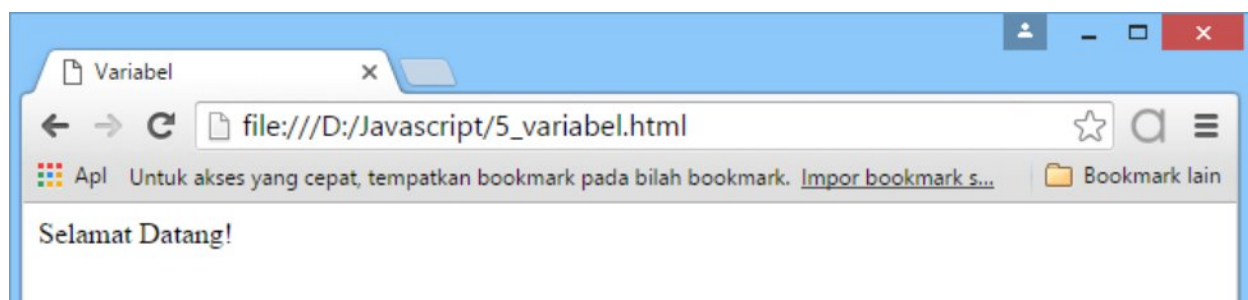 Variabel
file:///D:/Javascript/5_variabel.html
Apl Untuk akses yang cepat, tempatkan bookmark pada bilah bookmark. Impor bookmark s... Bookmark lain
Selamat Datang!